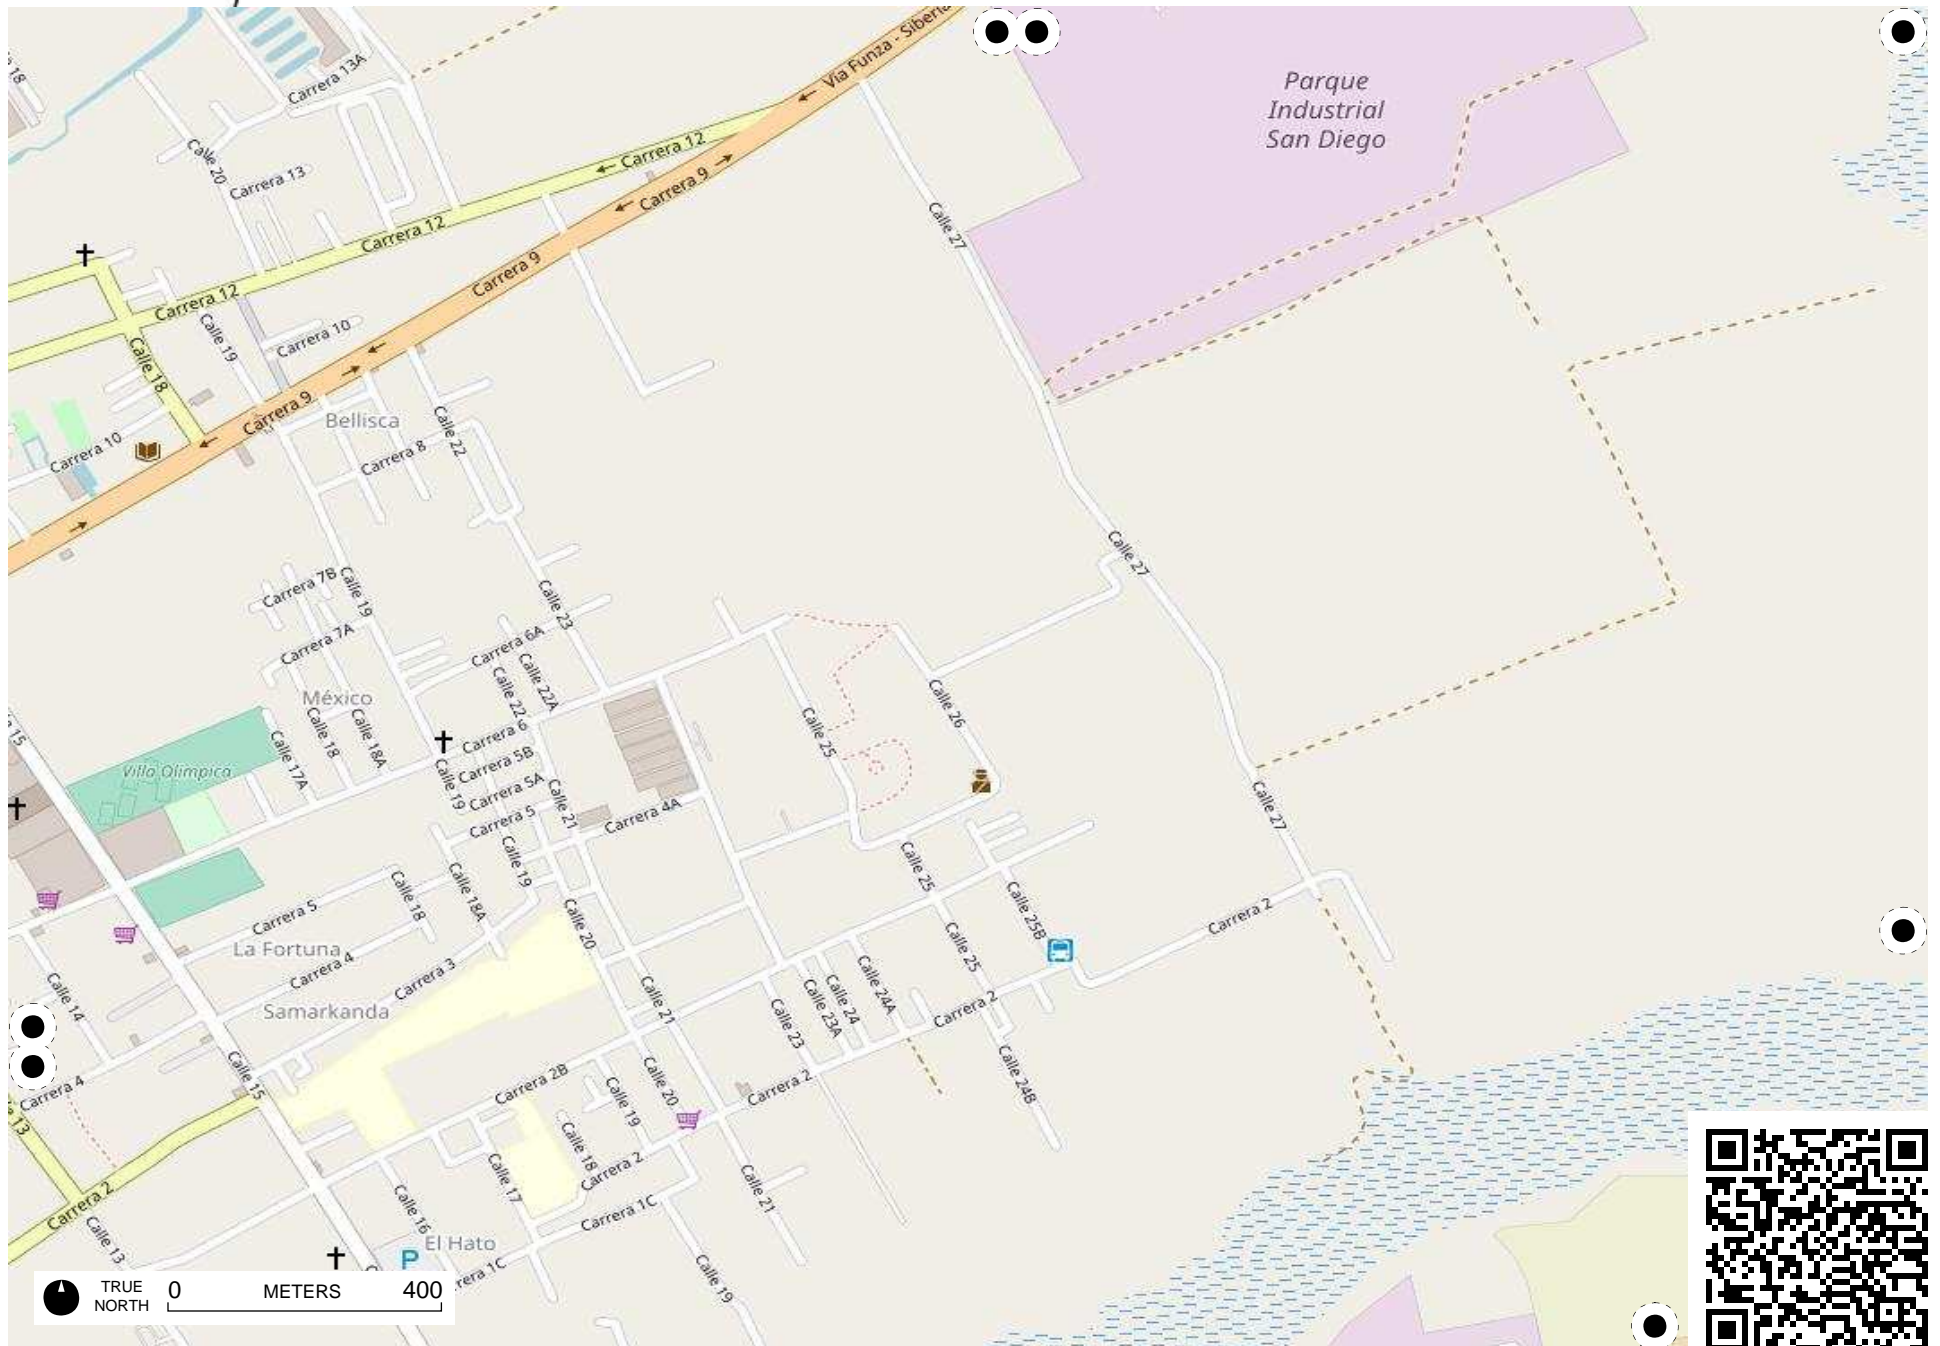 Via Funza - Siberia
Carrera 13A
18
Parque
Industrial
San Diego
Calle 20
Carrera 12
Carrera 13
Carrera 9
Calle 27
Carrera 12
Carrera 9
Carrera 12
Calle 19
Carrera 10
Calle 18
Carrera 9
Bellisca
Calle 22
Carrera 10
Carrera 8
Calle 27
Carrera 7B
Calle 19
Calle 23
Carrera 7A
Carrera 6A
Calle 22A
Calle 22
México
Calle 26
Calle 18
Calle 18A
Calle 25
15
Calle 17A
Carrera 6
Carrera 5B
Villa Olimpica
Calle 19
Carrera 5A
Calle 21
Carrera 4A
Calle 27
Carrera 5
Calle 19
Calle 25
Calle 18
Calle 18A
Carrera 5
Calle 25B
Carrera 2
Calle 20
La Fortuna
Calle 25
Carrera 4
Carrera 3
Calle 14
Calle 24A
Calle 21
Calle 24
Calle 23A
Samarkanda
Carrera 2
Calle 23
Calle 15
Calle 24B
Carrera 4
Carrera 2B
Calle 20
Carrera 2
Calle 19
13
Calle 18
Carrera 2
Calle 17
Calle 21
Carrera 2
Calle 16
Carrera 1C
Calle 13
El Hato
P
rera 1C
Calle 19
TRUE
NORTH
0 METERS 400